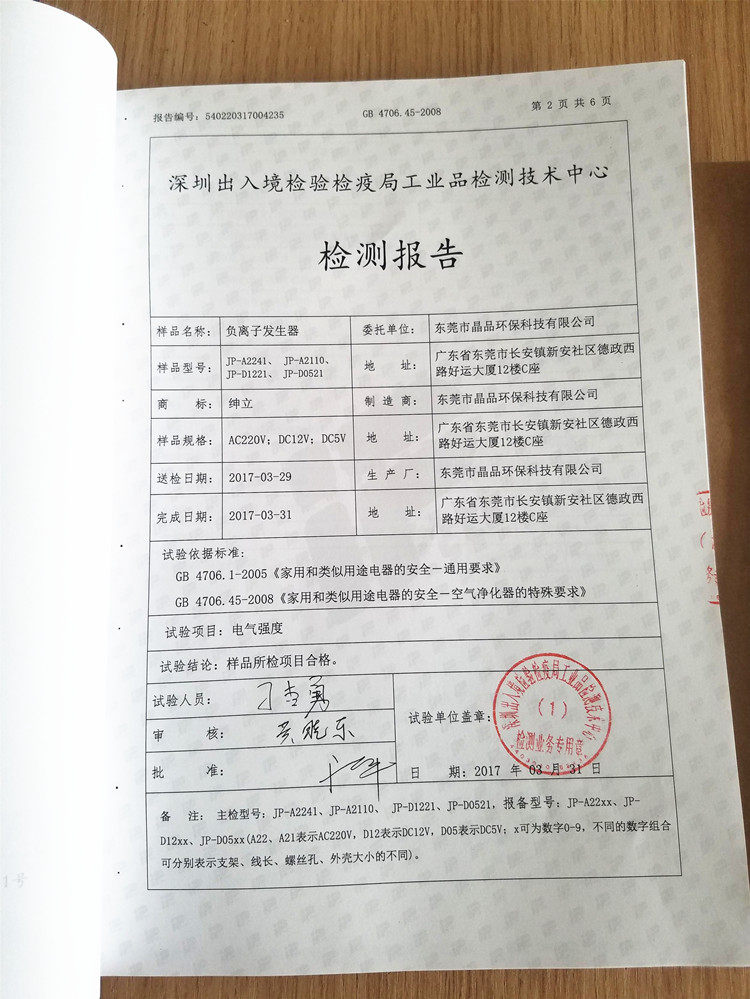 报告编号: 540220317004235 GB 4706.45-2008 第 2 页 共 6 页
深圳出入境检验检疫局工业品检测技术中心
检测报告
样品名称: 负离子发生器 委托单位: 东莞市晶品环保科技有限公司
样品型号: JP-A2241、 JP-A2110、 JP-D1221、 JP-D0521 地 址: 广东省东莞市长安镇新安社区德政西路好运大厦12楼C座
商 标: 绅立 制 造 商: 东莞市晶品环保科技有限公司
样品规格: AC220V; DC12V; DC5V 地 址: 广东省东莞市长安镇新安社区德政西路好运大厦12楼C座
送检日期: 2017-03-29 生 产 厂: 东莞市晶品环保科技有限公司
完成日期: 2017-03-31 地 址: 广东省东莞市长安镇新安社区德政西路好运大厦12楼C座
试验依据标准:
GB 4706.1-2005《家用和类似用途电器的安全一通用要求》
GB 4706.45-2008《家用和类似用途电器的安全一空气净化器的特殊要求》
试验项目: 电气强度
试验结论: 样品所检项目合格。
试验人员:
审 核:
批 准:
试验单位盖章:
深圳出入境检验检疫局工业品检测技术中心
(1)
检测业务专用章
日 期: 2017 年 03 月 31 日
备 注: 主检型号: JP-A2241、JP-A2110、 JP-D1221、JP-D0521, 报备型号: JP-A22xx、JP-
D12xx、JP-D05xx(A22、A21表示AC220V, D12表示DC12V, D05表示DC5V; x可为数字0-9, 不同的数字组合
可分别表示支架、线长、螺丝孔、外壳大小的不同)。